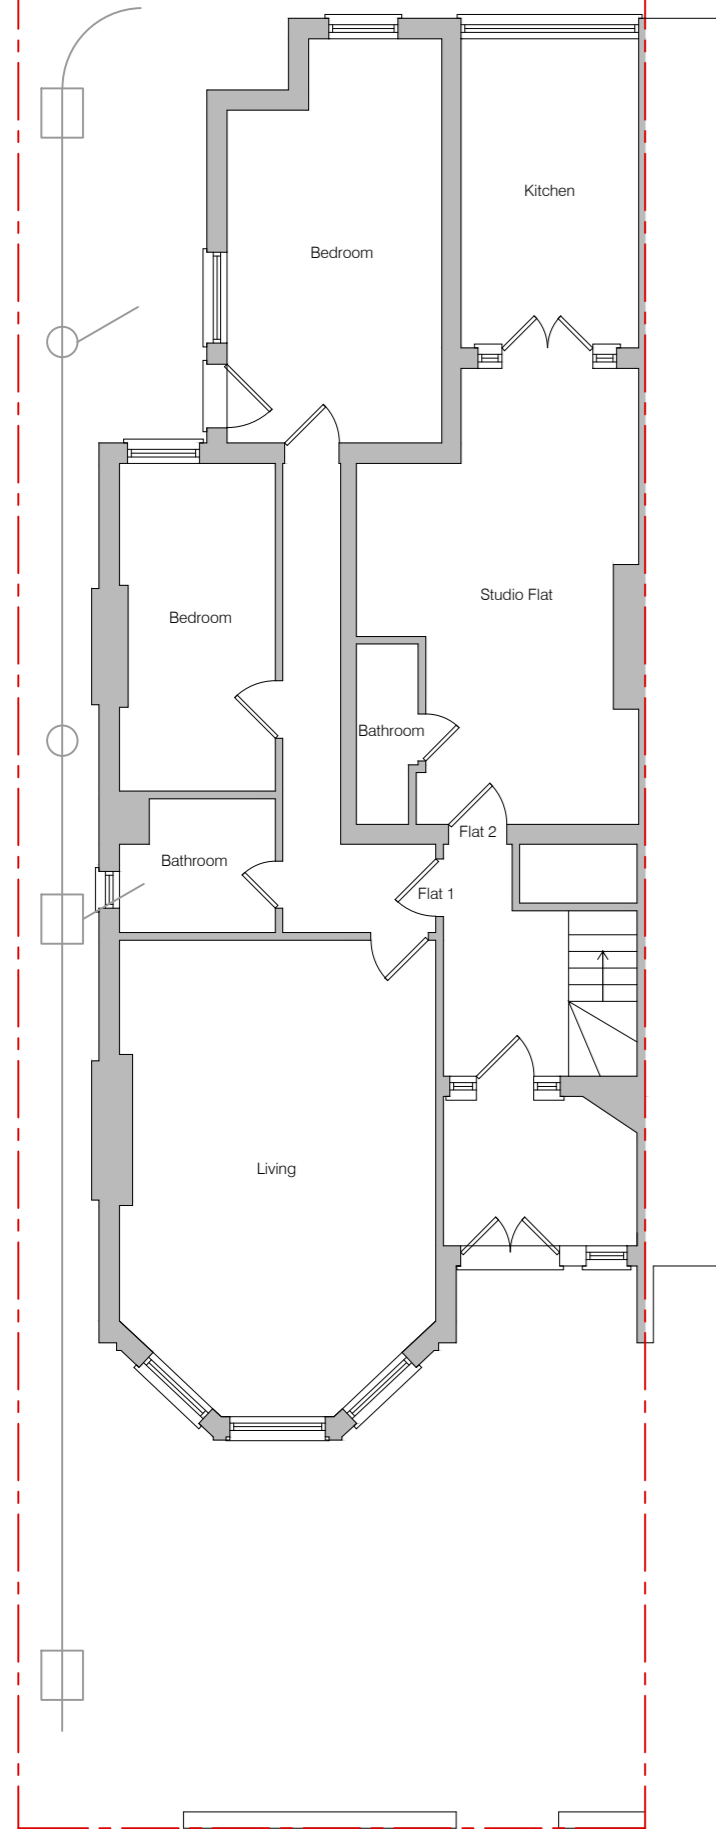 Kitchen
Bedroom
Studio Flat
Bedroom
Bathroom
Flat 2
Bathroom
Flat 1
Living